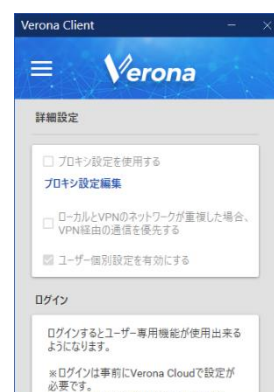 Verona Client
Verona
詳細設定
プロキシ設定を使用する
プロキシ設定編集
ローカルとVPNのネットワークが重複した場合、
VPN経由の通信を優先する
ユーザー個別設定を有効にする
ログイン
ログインするとユーザー専用機能が使用出来る
ようになります。
※ログインは事前にVerona Cloudで設定が
必要です。